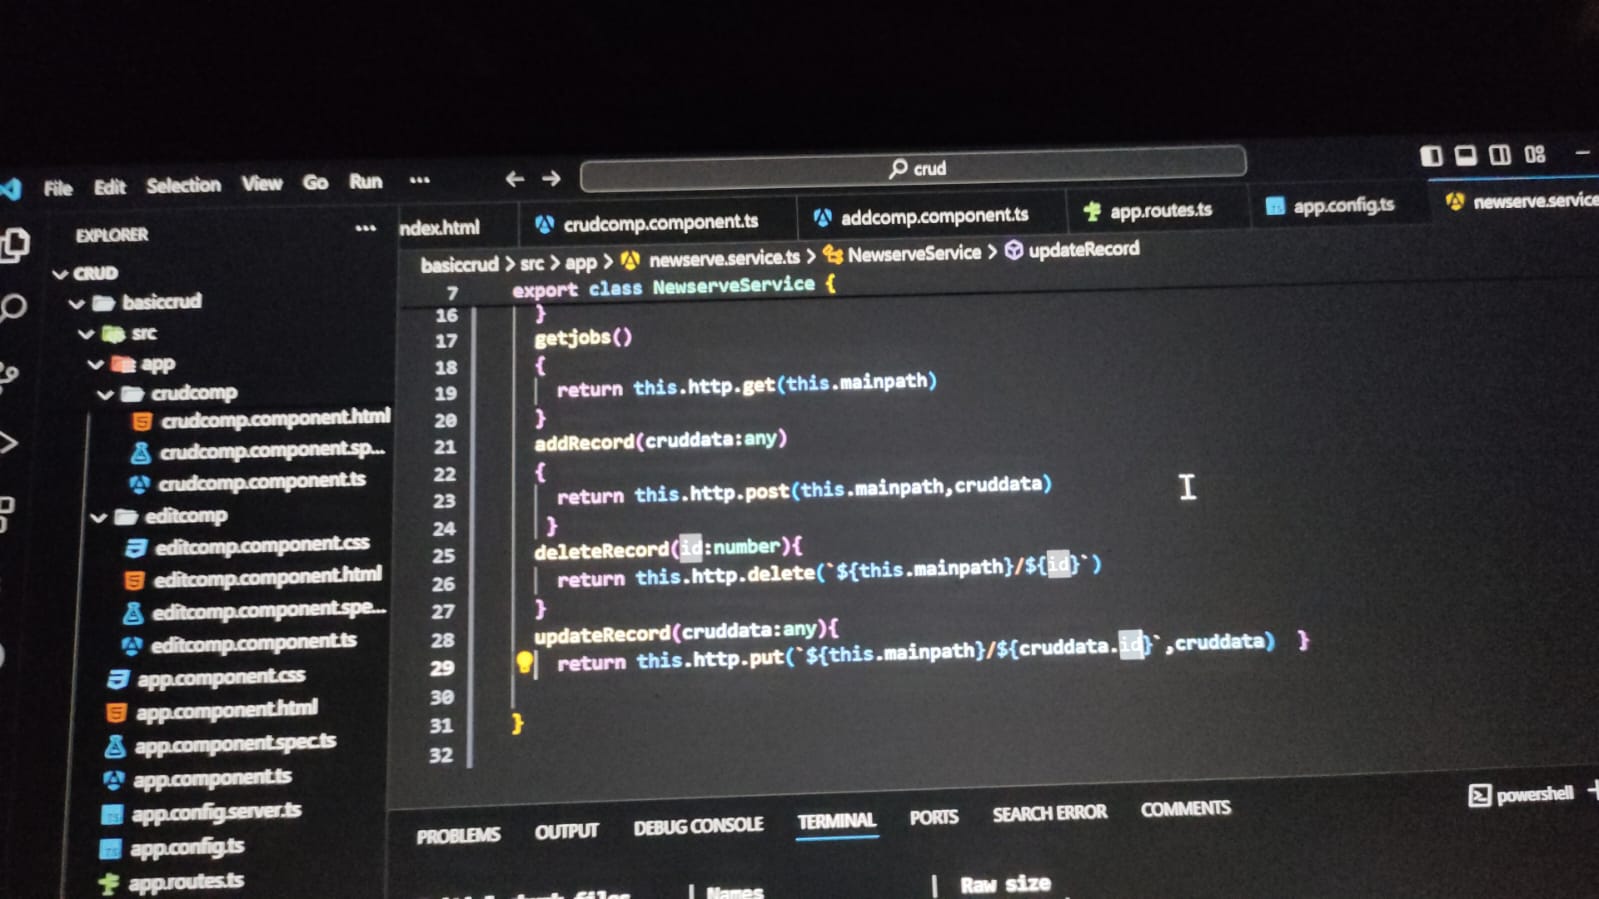 File Edit Selection View Go Run ... crud
EXPLORER ...
CRUD
basiccrud
src
app
crudcomp
crudcomp.component.html
crudcomp.component.sp...
crudcomp.component.ts
editcomp
editcomp.component.css
editcomp.component.html
editcomp.component.spe...
editcomp.component.ts
app.component.css
app.component.html
app.component.spec.ts
app.component.ts
app.config.server.ts
app.config.ts
app.routes.ts
ndex.html crudcomp.component.ts addcomp.component.ts app.routes.ts app.config.ts newserve.service
basiccrud > src > app > newserve.service.ts > NewserveService > updateRecord
7 export class NewserveService {
16 }
17 getjobs()
18 {
19 return this.http.get(this.mainpath)
20 }
21 addRecord(cruddata:any)
22 {
23 return this.http.post(this.mainpath,cruddata)
24 }
25 deleteRecord(id:number){
26 return this.http.delete(`${this.mainpath}/${id}`)
27 }
28 updateRecord(cruddata:any){
29 return this.http.put(`${this.mainpath}/${cruddata.id}`,cruddata) }
30
31 }
32
PROBLEMS OUTPUT DEBUG CONSOLE TERMINAL PORTS SEARCH ERROR COMMENTS powershell
| Names | Raw size